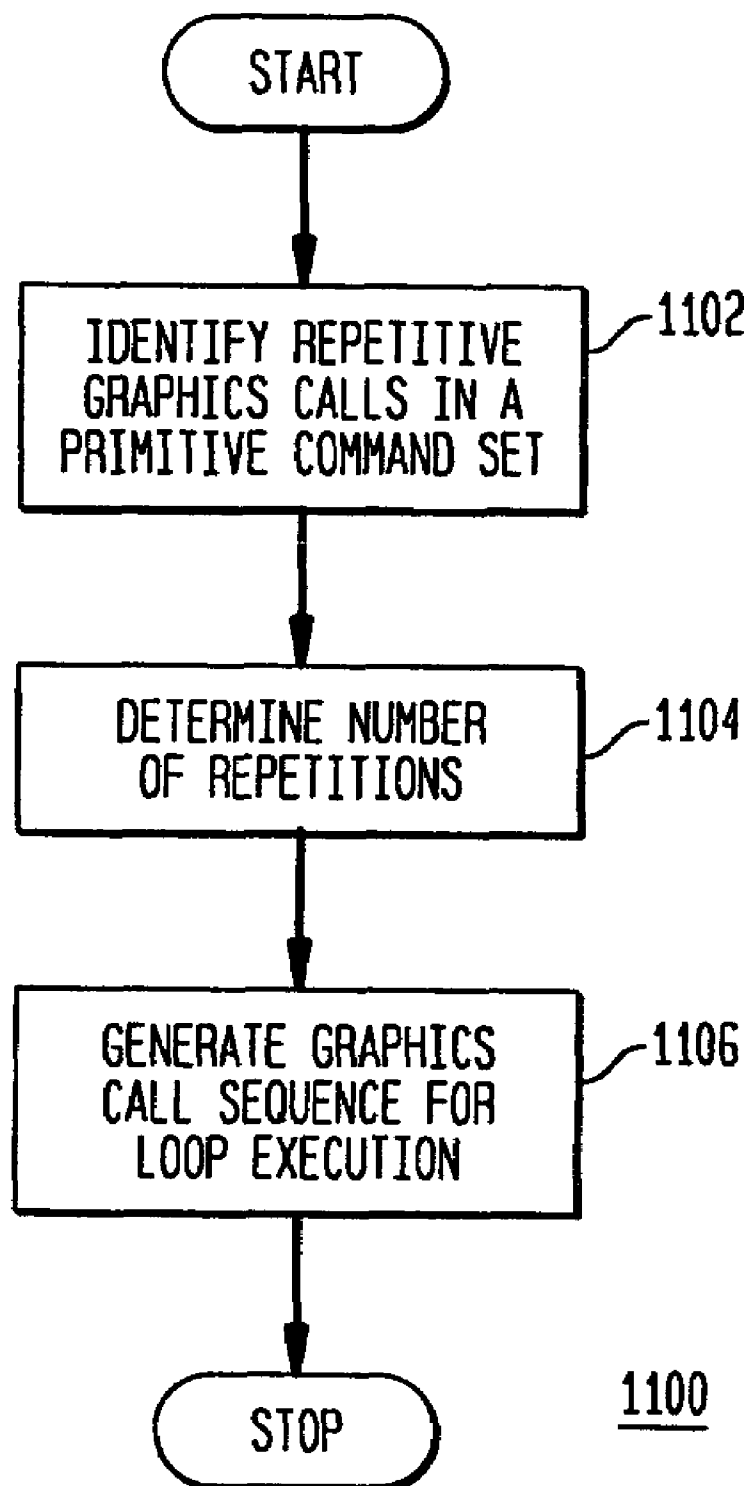 START
IDENTIFY REPETITIVE
GRAPHICS CALLS IN A
PRIMITIVE COMMAND SET
1102
DETERMINE NUMBER
OF REPETITIONS
1104
GENERATE GRAPHICS
CALL SEQUENCE FOR
LOOP EXECUTION
1106
STOP
1100